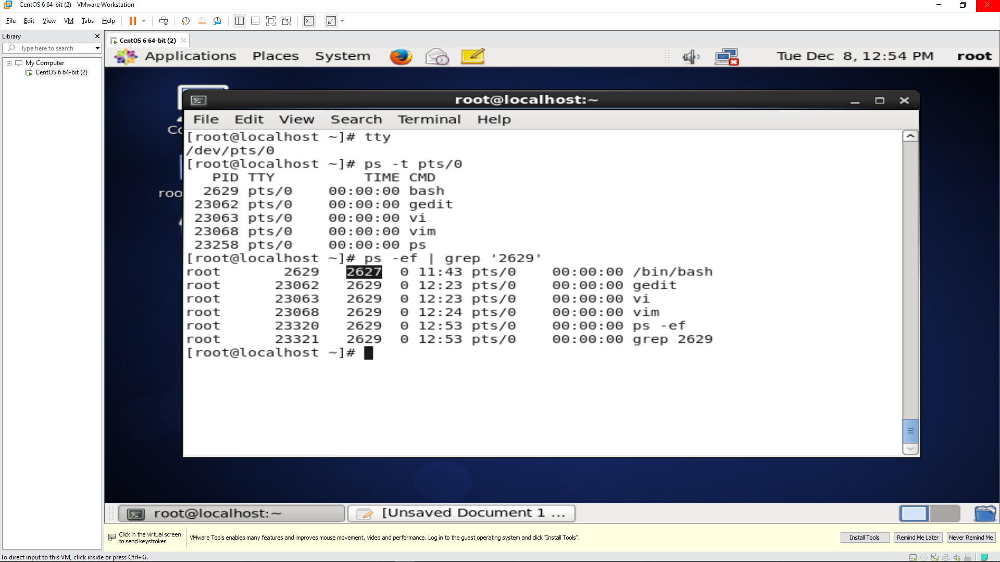 CentOS 6 64-bit (2) - VMware Workstation
File Edit View VM Tabs Help
Library
Type here to search
My Computer
CentOS 6 64-bit (2)
CentOS 6 64-bit (2)
Applications Places System Tue Dec 8, 12:54 PM root
Co
roo
root@localhost:~
File Edit View Search Terminal Help
[root@localhost ~]# tty
/dev/pts/0
[root@localhost ~]# ps -t pts/0
PID TTY TIME CMD
2629 pts/0 00:00:00 bash
23062 pts/0 00:00:00 gedit
23063 pts/0 00:00:00 vi
23068 pts/0 00:00:00 vim
23258 pts/0 00:00:00 ps
[root@localhost ~]# ps -ef | grep '2629'
root 2629 2627 0 11:43 pts/0 00:00:00 /bin/bash
root 23062 2629 0 12:23 pts/0 00:00:00 gedit
root 23063 2629 0 12:23 pts/0 00:00:00 vi
root 23068 2629 0 12:24 pts/0 00:00:00 vim
root 23320 2629 0 12:53 pts/0 00:00:00 ps -ef
root 23321 2629 0 12:53 pts/0 00:00:00 grep 2629
[root@localhost ~]#
root@localhost:~ [Unsaved Document 1 ...
Click in the virtual screen
to send keystrokes
VMware Tools enables many features and improves mouse movement, video and performance. Log in to the guest operating system and click "Install Tools".
Install Tools Remind Me Later Never Remind Me
To direct input to this VM, click inside or press Ctrl+G.